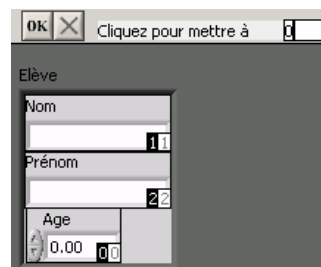 OK Cliquez pour mettre à 0
Elève
Nom
1 1
Prénom
2 2
Age
0.00 0 0